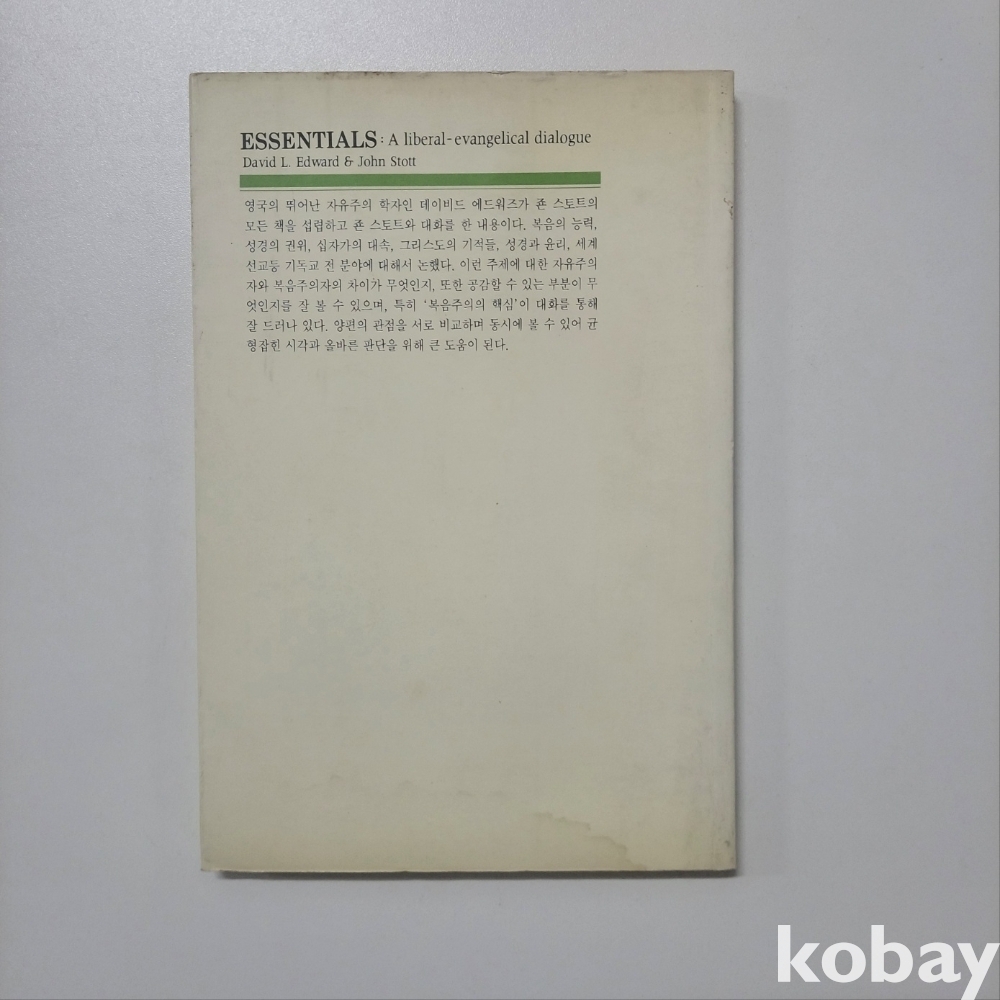 ESSENTIALS: A liberal-evangelical dialogue
David L. Edward & John Stott
영국의 뛰어난 자유주의 학자인 데이비드 에드워즈가 죤 스토트의
모든 책을 섭렵하고 죤 스토트와 대화를 한 내용이다. 복음의 능력,
성경의 권위, 십자가의 대속, 그리스도의 기적들, 성경과 윤리, 세계
선교등 기독교 전 분야에 대해서 논했다. 이런 주제에 대한 자유주의
자와 복음주의자의 차이가 무엇인지, 또한 공감할 수 있는 부분이 무
엇인지를 잘 볼 수 있으며, 특히 ‘복음주의의 핵심’이 대화를 통해
잘 드러나 있다. 양편의 관점을 서로 비교하며 동시에 볼 수 있어 균
형잡힌 시각과 올바른 판단을 위해 큰 도움이 된다.
kobay